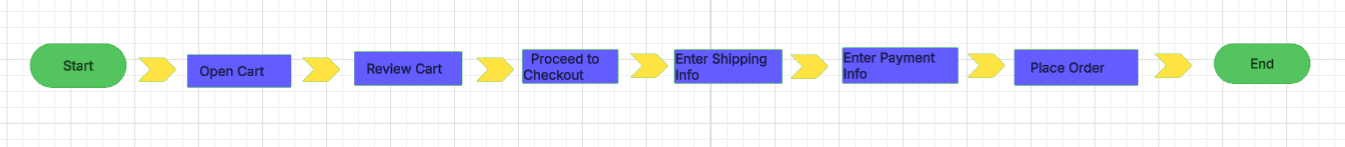 Start
Open Cart
Review Cart
Proceed to
Checkout
Enter Shipping
Info
Enter Payment
Info
Place Order
End